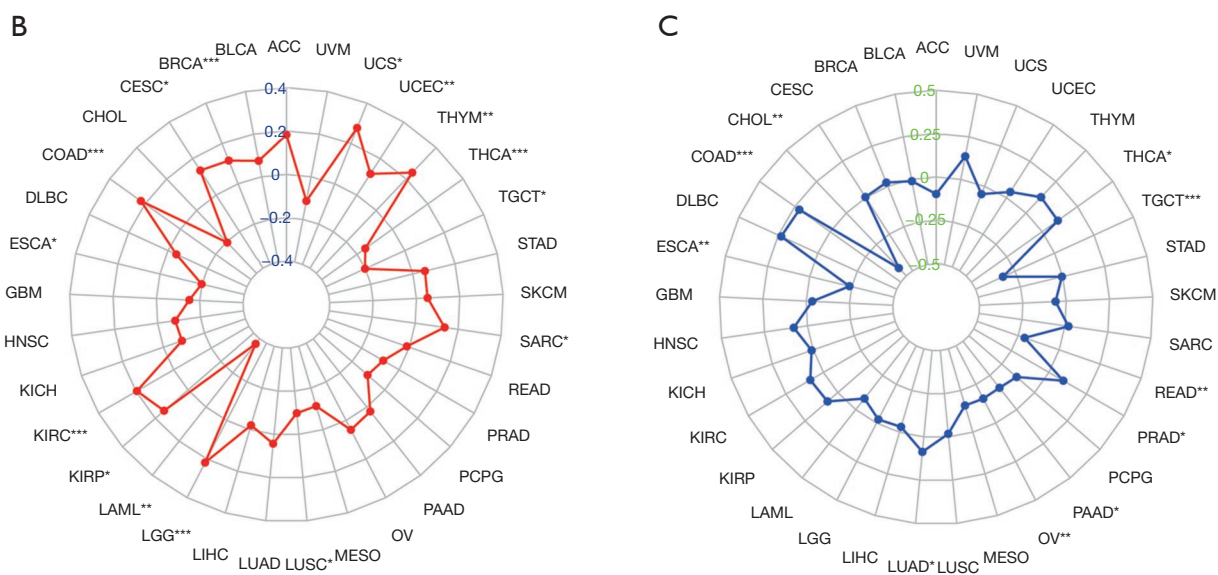 B
ACC
UVM
UCS*
UCEC**
THYM**
THCA***
TGCT*
STAD
SKCM
SARC*
READ
PRAD
PCPG
PAAD
OV
MESO
LUSC*
LUAD
LIHC
LGG***
LAML**
KIRP*
KIRC***
KICH
HNSC
GBM
ESCA*
DLBC
COAD***
CHOL
CESC*
BRCA***
BLCA
0.4
0.2
0
−0.2
−0.4
C
ACC
UVM
UCS
UCEC
THYM
THCA*
TGCT***
STAD
SKCM
SARC
READ**
PRAD*
PCPG
PAAD*
OV**
MESO
LUSC
LUAD*
LIHC
LGG
LAML
KIRP
KIRC
KICH
HNSC
GBM
ESCA**
DLBC
COAD***
CHOL**
CESC
BRCA
BLCA
0.5
0.25
0
−0.25
−0.5